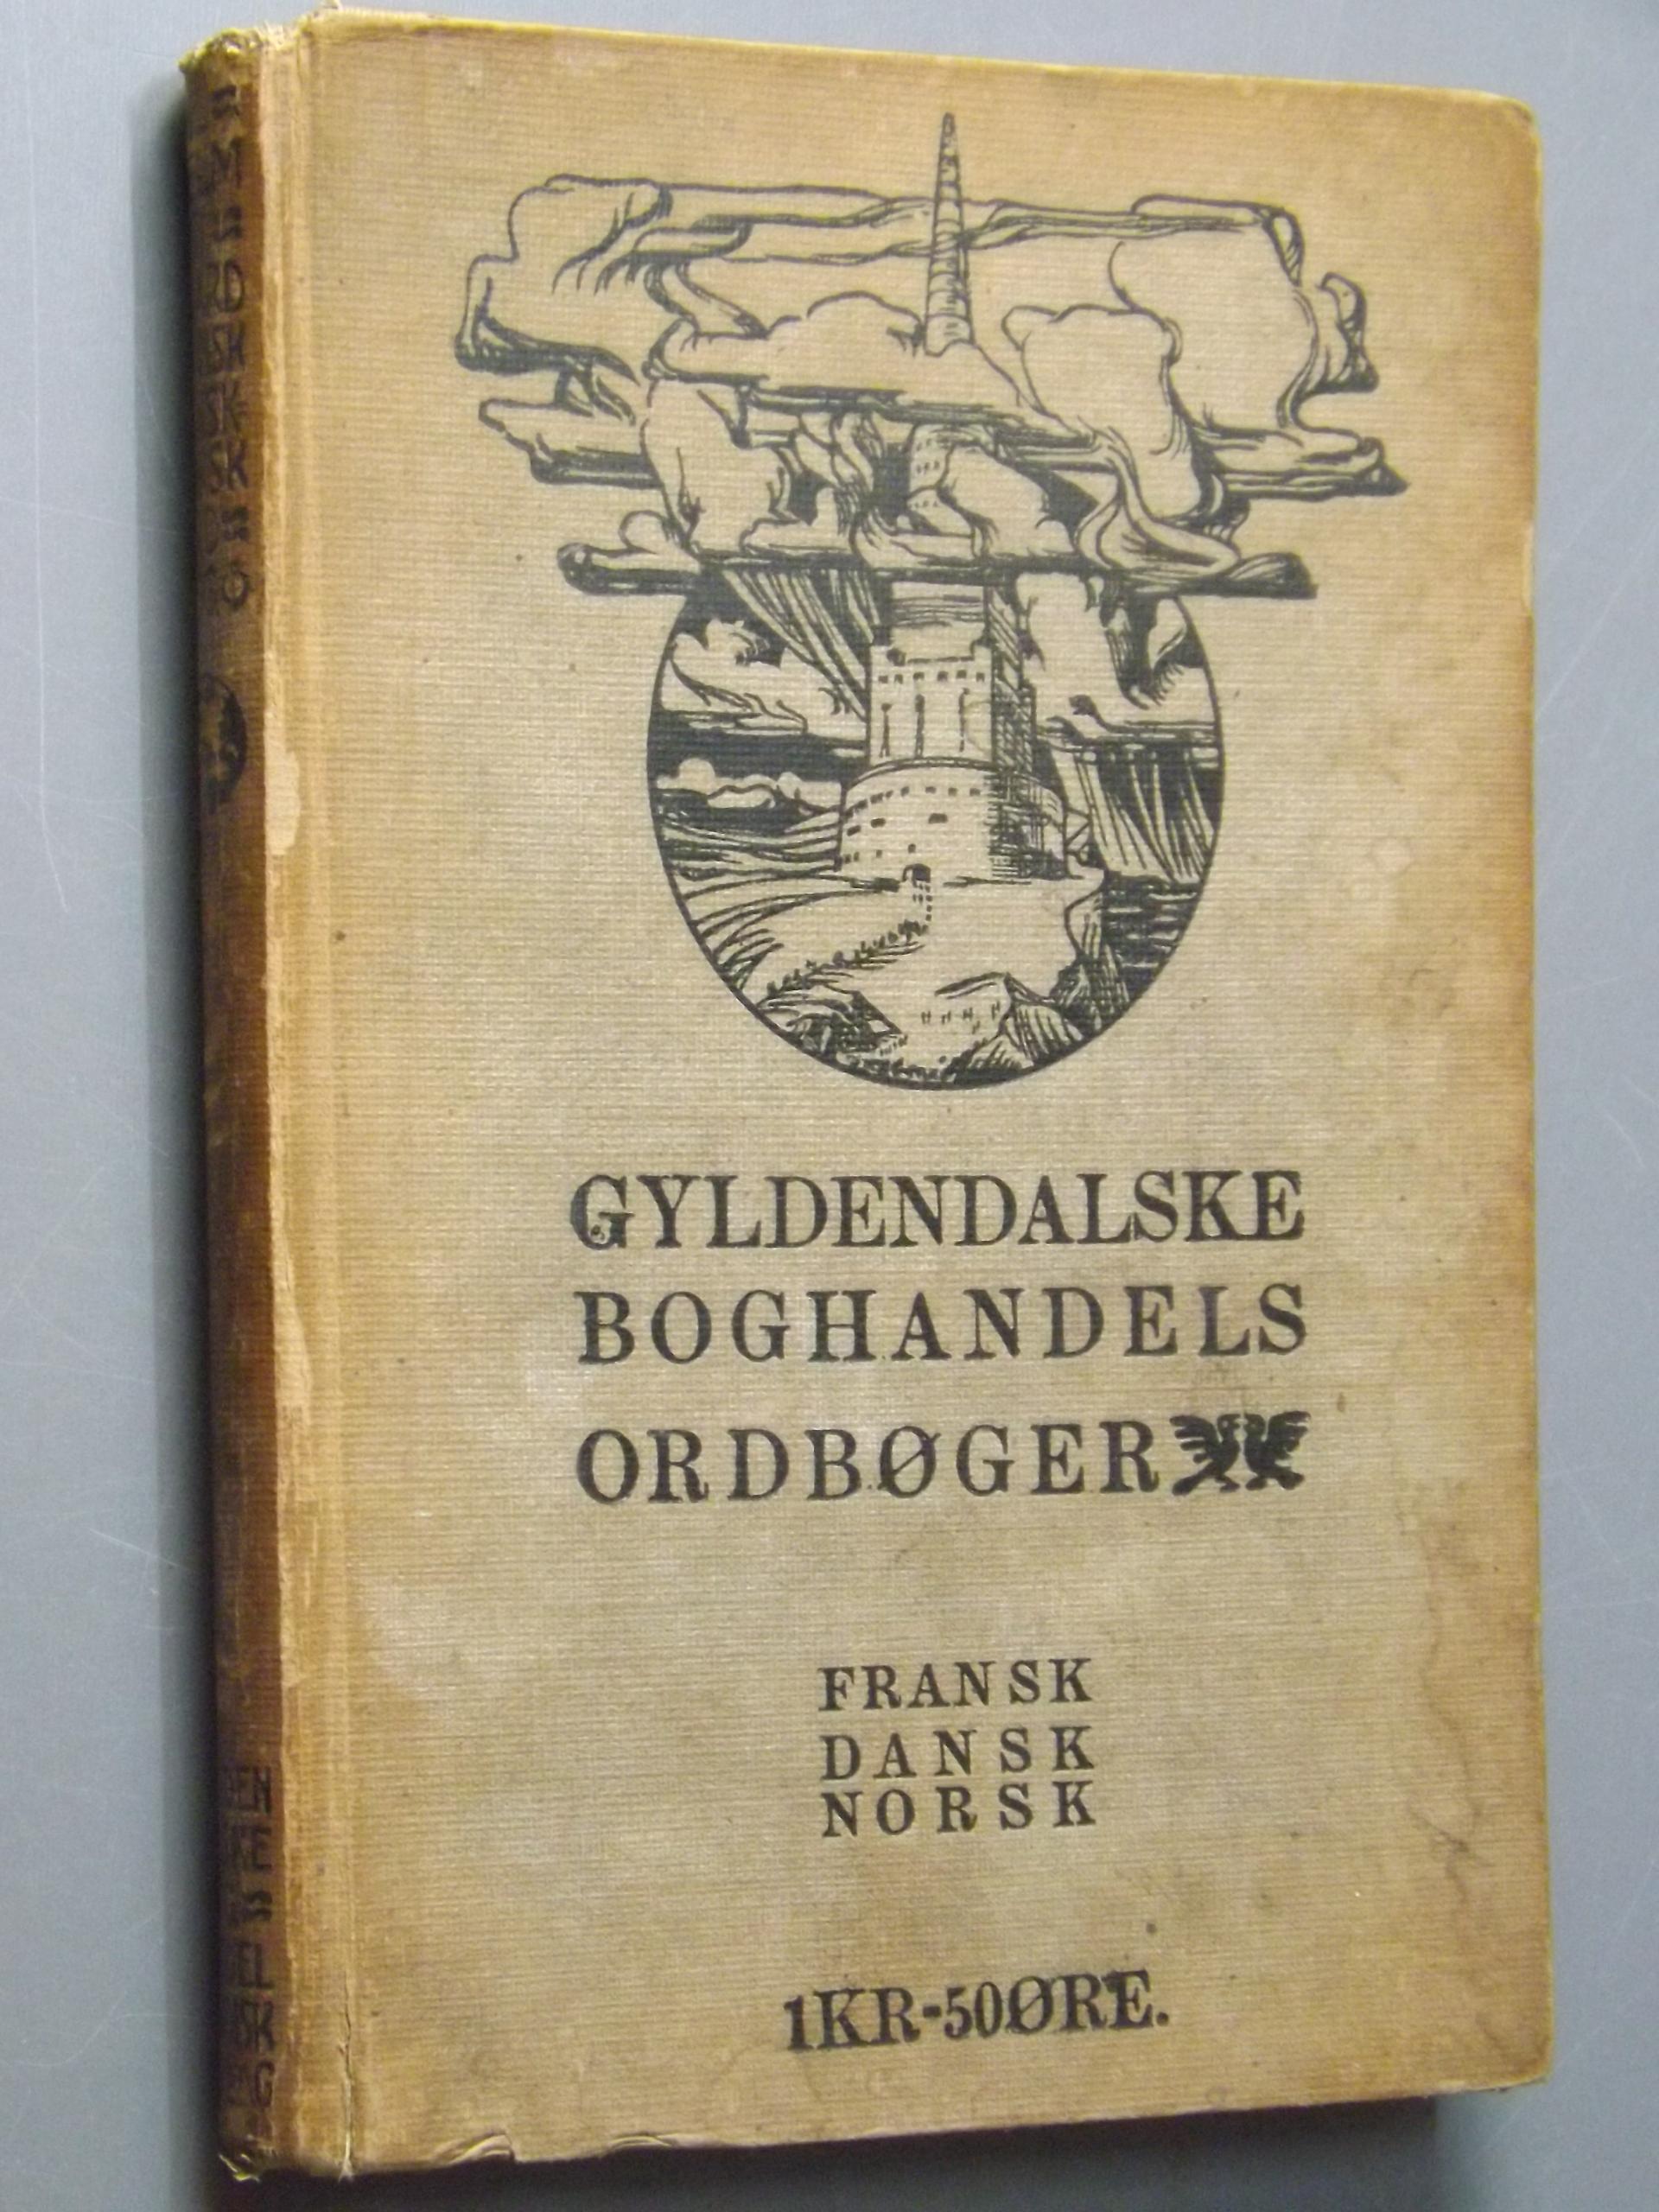 GYLDENDALSKE
BOGHANDELS
ORDBØGER
FRANSK
DANSK
NORSK
1KR-50ØRE.